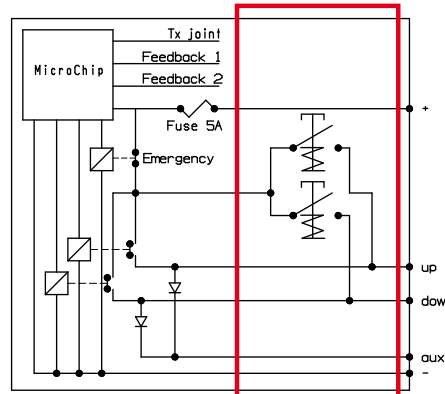 Tx joint
Feedback 1
MicroChip
Feedback 2
+
Fuse 5A
Emergency
up
dow
aux
-